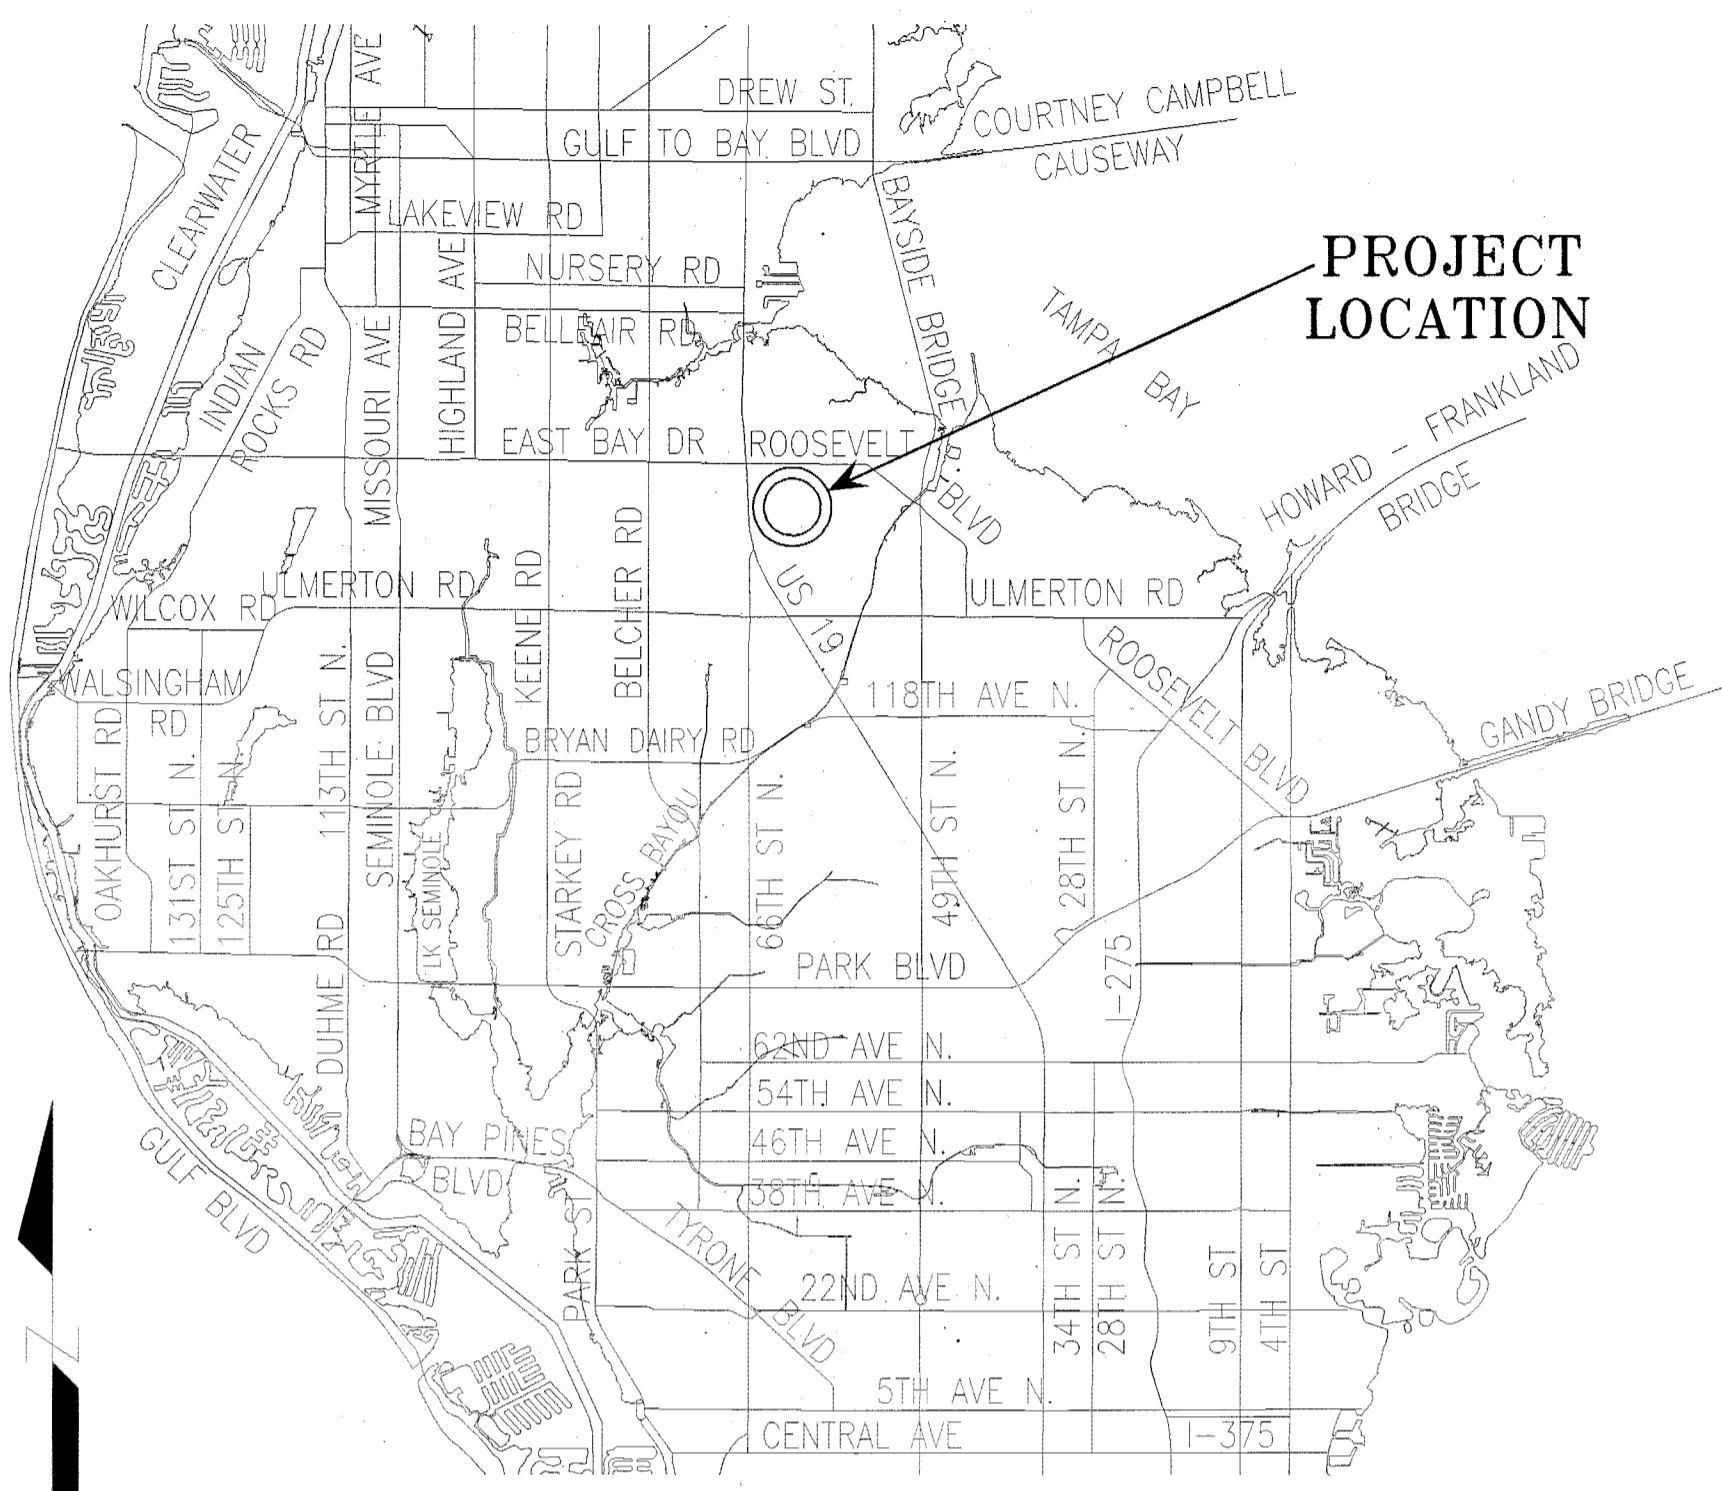 MYRTLE AVE
DREW ST.
COURTNEY CAMPBELL
CAUSEWAY
GULF TO BAY BLVD
CLEARWATER
LAKEVIEW RD
BAYSIDE BRIDGE
PROJECT
LOCATION
NURSERY RD
HIGHLAND AVE
TAMPA
BAY
BELLEAIR RD
INDIAN
ROCKS RD
MISSOURI AVE
EAST BAY DR
ROOSEVELT
BLVD
HOWARD - FRANKLAND
BRIDGE
KEENE RD
BELCHER RD
US 19
ULMERTON RD
ULMERTON RD
WILCOX RD
WALSINGHAM
RD
113TH ST N.
SEMINOLE BLVD
118TH AVE N.
ROOSEVELT BLVD
GANDY BRIDGE
BRYAN DAIRY RD
OAKHURST RD
131ST ST N.
125TH ST N.
LK SEMINOLE
STARKEY RD
CROSS BAYOU
66TH ST N.
49TH ST N.
28TH ST N.
PARK BLVD
I-275
DUHME RD
62ND AVE N.
54TH AVE N.
BAY PINES
BLVD
46TH AVE N.
38TH AVE N.
GULF BLVD
PARK ST
TYRONE BLVD
34TH ST N.
28TH ST N.
9TH ST
4TH ST
22ND AVE N.
5TH AVE N.
CENTRAL AVE
I-375
N